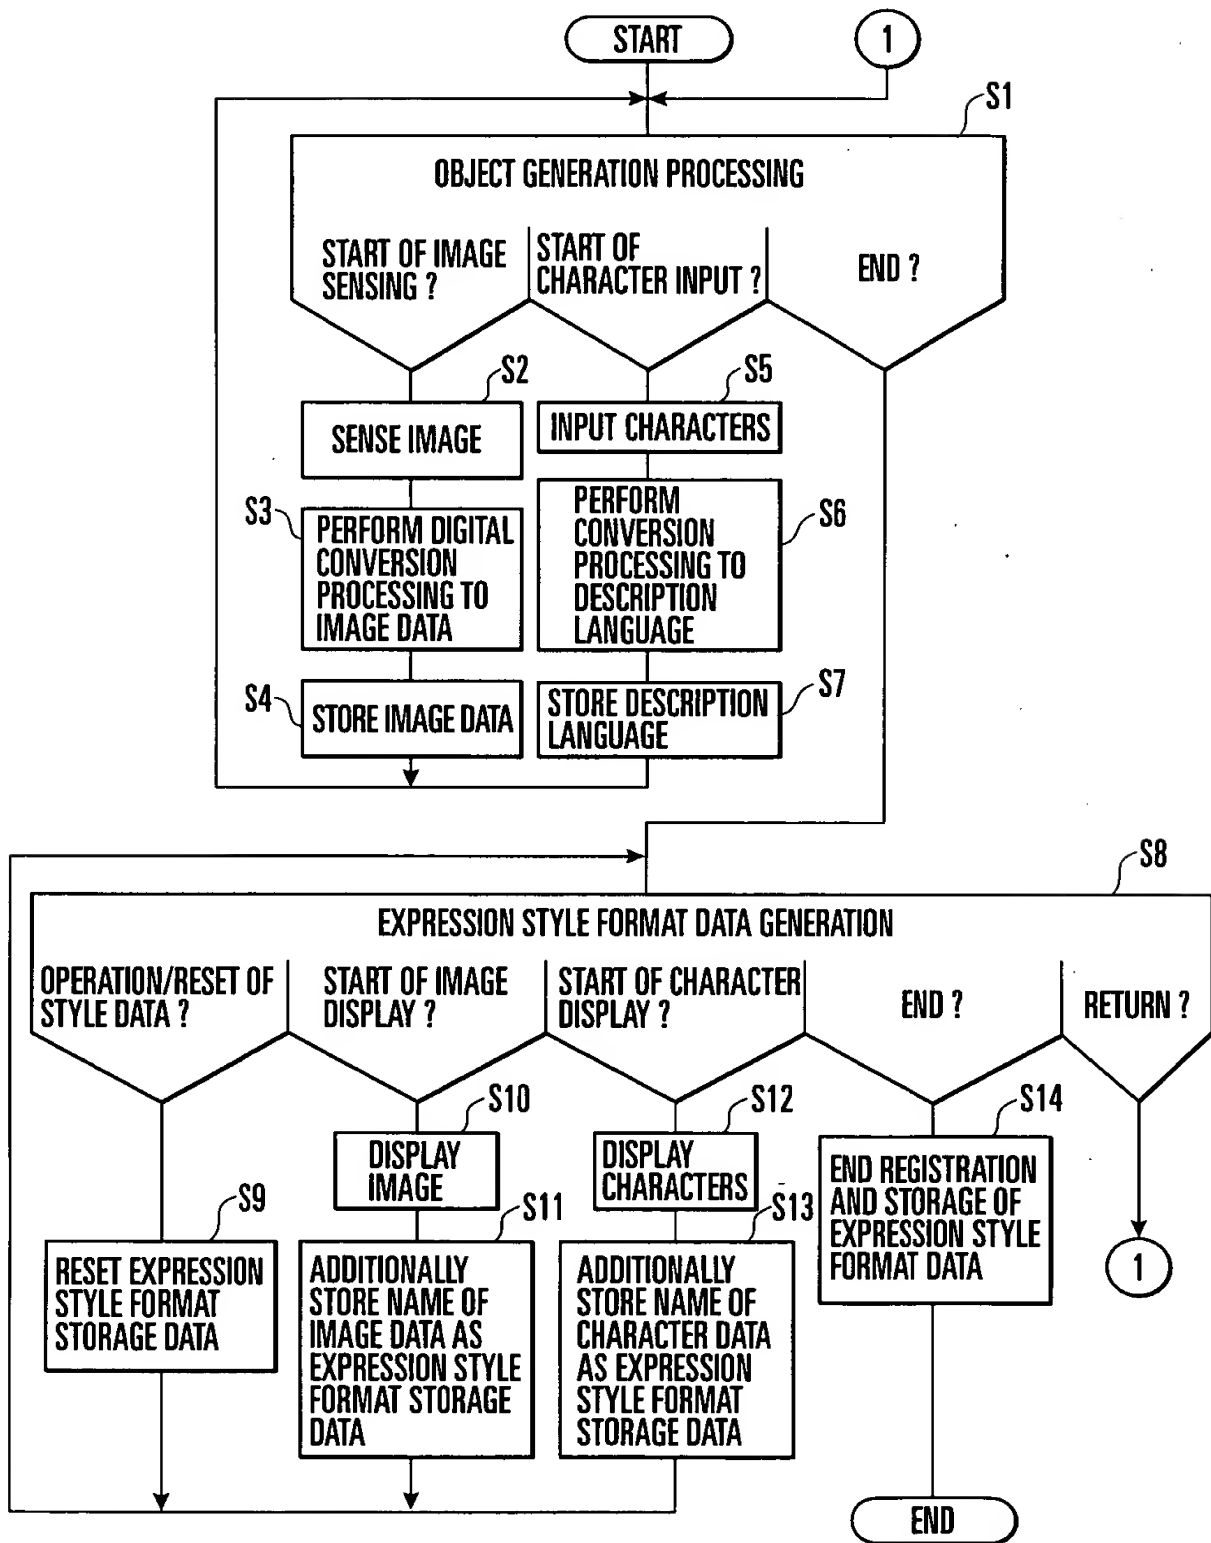 START
1
S1
OBJECT GENERATION PROCESSING
START OF IMAGE
SENSING ?
START OF
CHARACTER INPUT ?
END ?
S2
SENSE IMAGE
S3
PERFORM DIGITAL
CONVERSION
PROCESSING TO
IMAGE DATA
S4
STORE IMAGE DATA
S5
INPUT CHARACTERS
S6
PERFORM
CONVERSION
PROCESSING TO
DESCRIPTION
LANGUAGE
S7
STORE DESCRIPTION
LANGUAGE
S8
EXPRESSION STYLE FORMAT DATA GENERATION
OPERATION/RESET OF
STYLE DATA ?
START OF IMAGE
DISPLAY ?
START OF CHARACTER
DISPLAY ?
END ?
RETURN ?
S9
RESET EXPRESSION
STYLE FORMAT
STORAGE DATA
S10
DISPLAY
IMAGE
S11
ADDITIONALLY
STORE NAME OF
IMAGE DATA AS
EXPRESSION STYLE
FORMAT STORAGE
DATA
S12
DISPLAY
CHARACTERS
S13
ADDITIONALLY
STORE NAME OF
CHARACTER DATA
AS EXPRESSION
STYLE FORMAT
STORAGE DATA
S14
END REGISTRATION
AND STORAGE OF
EXPRESSION STYLE
FORMAT DATA
1
END